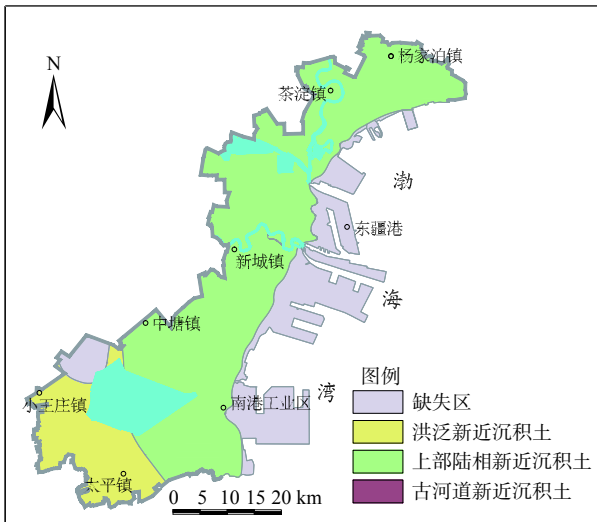 杨家泊镇
N
茶淀镇
渤
东疆港
新城镇
海
中塘镇
图例
湾
小王庄镇
南港工业区
缺失区
洪泛新近沉积土
上部陆相新近沉积土
太平镇
古河道新近沉积土
0 5 10 15 20 km